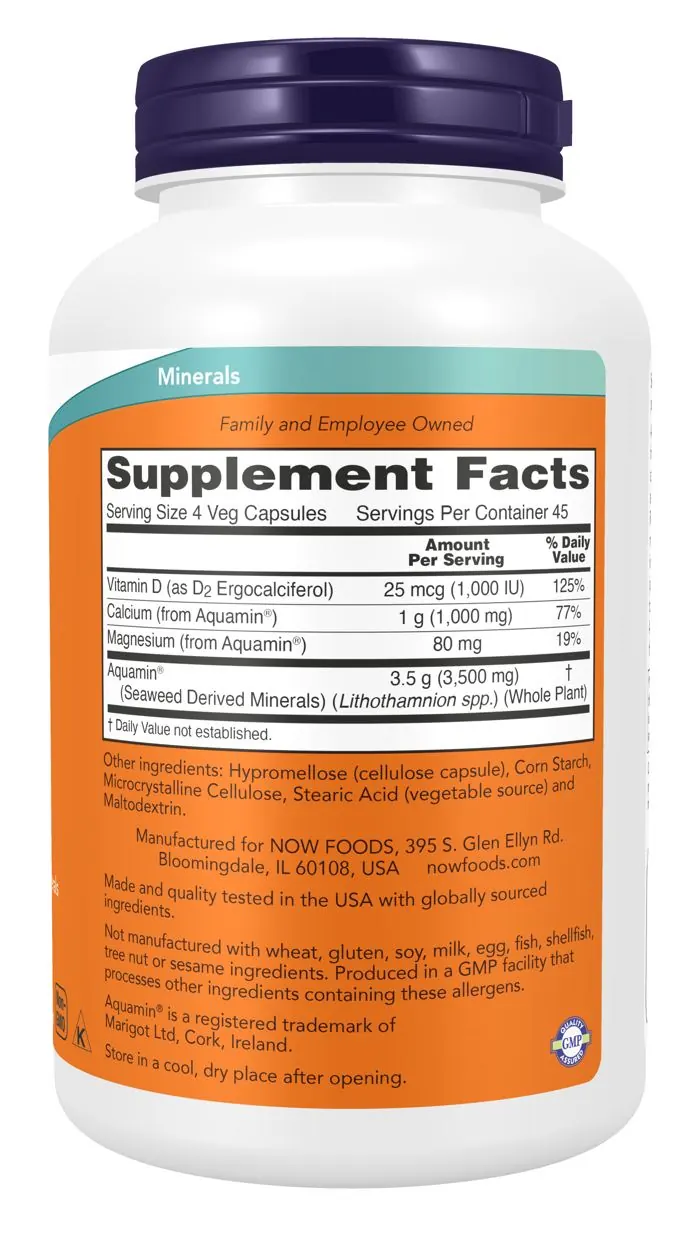 Minerals
Family and Employee Owned
Supplement Facts
Serving Size 4 Veg Capsules Servings Per Container 45
Amount Per Serving % Daily Value
Vitamin D (as D₂ Ergocalciferol) 25 mcg (1,000 IU) 125%
Calcium (from Aquamin®) 1 g (1,000 mg) 77%
Magnesium (from Aquamin®) 80 mg 19%
Aquamin® 3.5 g (3,500 mg) †
(Seaweed Derived Minerals) (Lithothamnion spp.) (Whole Plant)
† Daily Value not established.
Other ingredients: Hypromellose (cellulose capsule), Corn Starch,
Microcrystalline Cellulose, Stearic Acid (vegetable source) and
Maltodextrin.
Manufactured for NOW FOODS, 395 S. Glen Ellyn Rd.
Bloomingdale, IL 60108, USA nowfoods.com
Made and quality tested in the USA with globally sourced
ingredients.
Not manufactured with wheat, gluten, soy, milk, egg, fish, shellfish,
tree nut or sesame ingredients. Produced in a GMP facility that
processes other ingredients containing these allergens.
Aquamin® is a registered trademark of
Marigot Ltd, Cork, Ireland.
Store in a cool, dry place after opening.
Non-
GMO
K
QUALITY
GMP
ASSURED